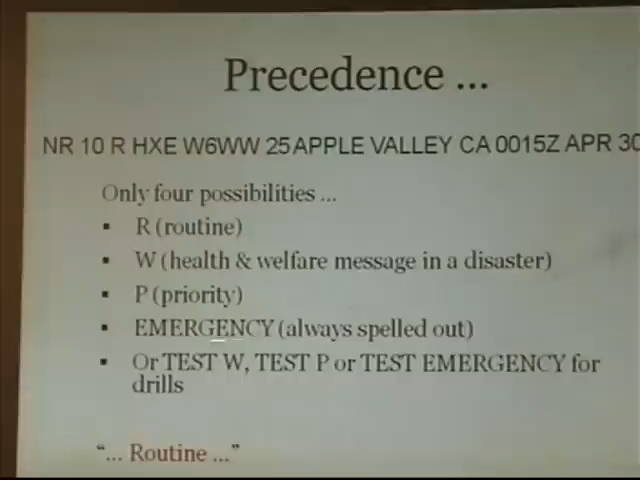 Precedence ...
NR 10 R HXE W6WW 25 APPLE VALLEY CA 0015Z APR 30
Only four possibilities ...
▪ R (routine)
▪ W (health & welfare message in a disaster)
▪ P (priority)
▪ EMERGENCY (always spelled out)
▪ Or TEST W, TEST P or TEST EMERGENCY for
drills
“... Routine ...”